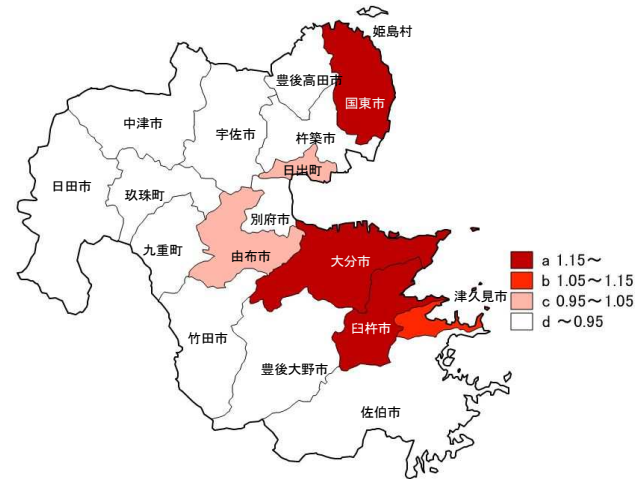 姫島村
豊後高田市
国東市
中津市
宇佐市
杵築市
日出町
日田市
玖珠町
別府市
九重町
由布市
大分市
津久見市
臼杵市
竹田市
豊後大野市
佐伯市
a 1.15～
b 1.05～1.15
c 0.95～1.05
d ～0.95